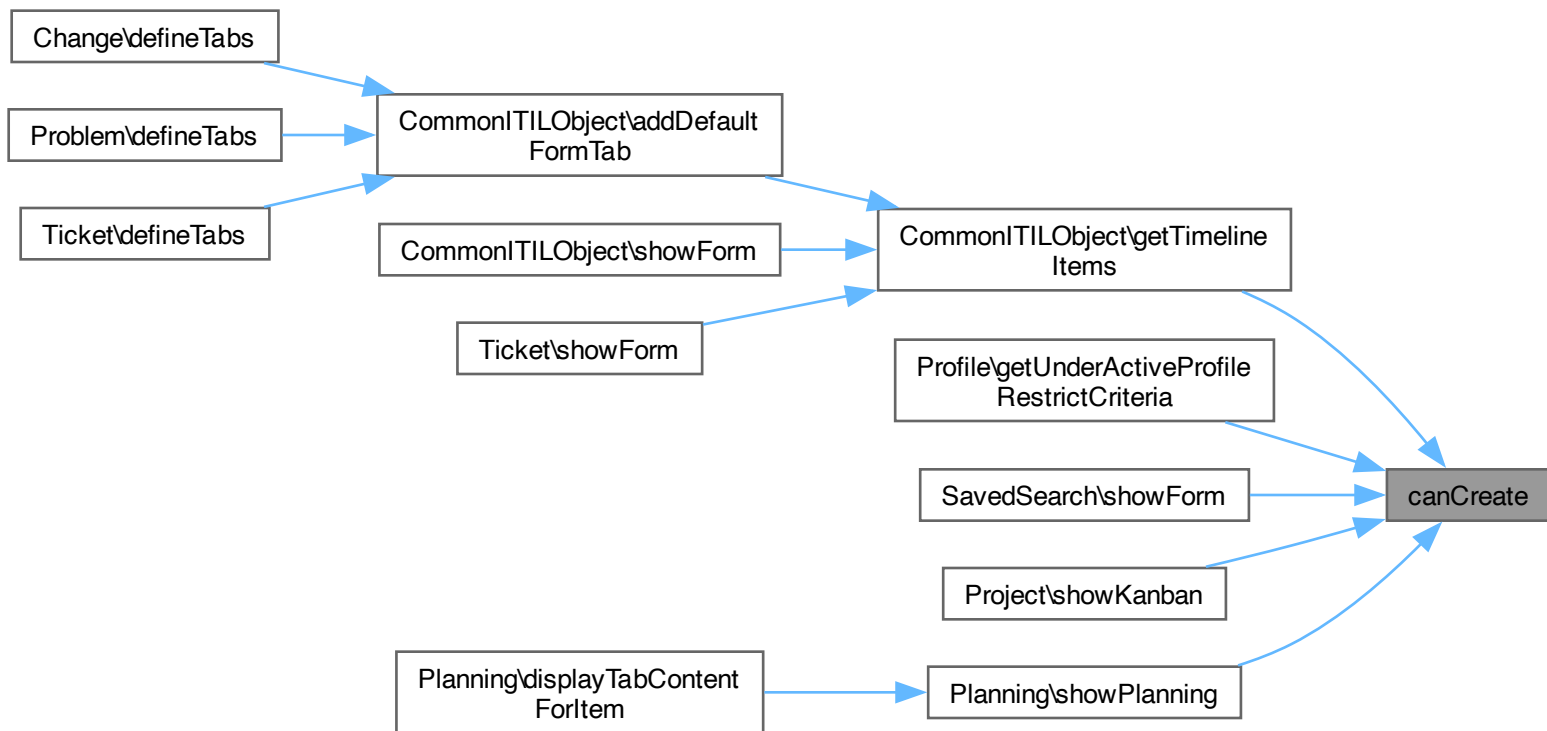 Change\defineTabs
Problem\defineTabs
Ticket\defineTabs
CommonITILObject\addDefault
FormTab
CommonITILObject\showForm
Ticket\showForm
CommonITILObject\getTimeline
Items
Profile\getUnderActiveProfile
RestrictCriteria
SavedSearch\showForm
Project\showKanban
Planning\displayTabContent
ForItem
Planning\showPlanning
canCreate